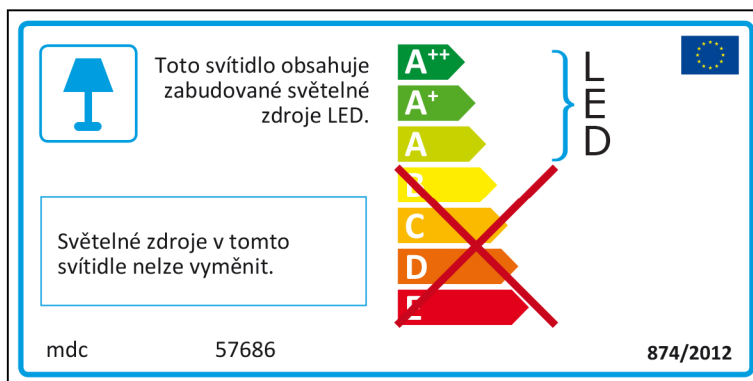 Toto svítidlo obsahuje
zabudované světelné
zdroje LED.
A++
A+
A
B
C
D
E
L
E
D
Světelné zdroje v tomto
svítidle nelze vyměnit.
mdc 57686
874/2012